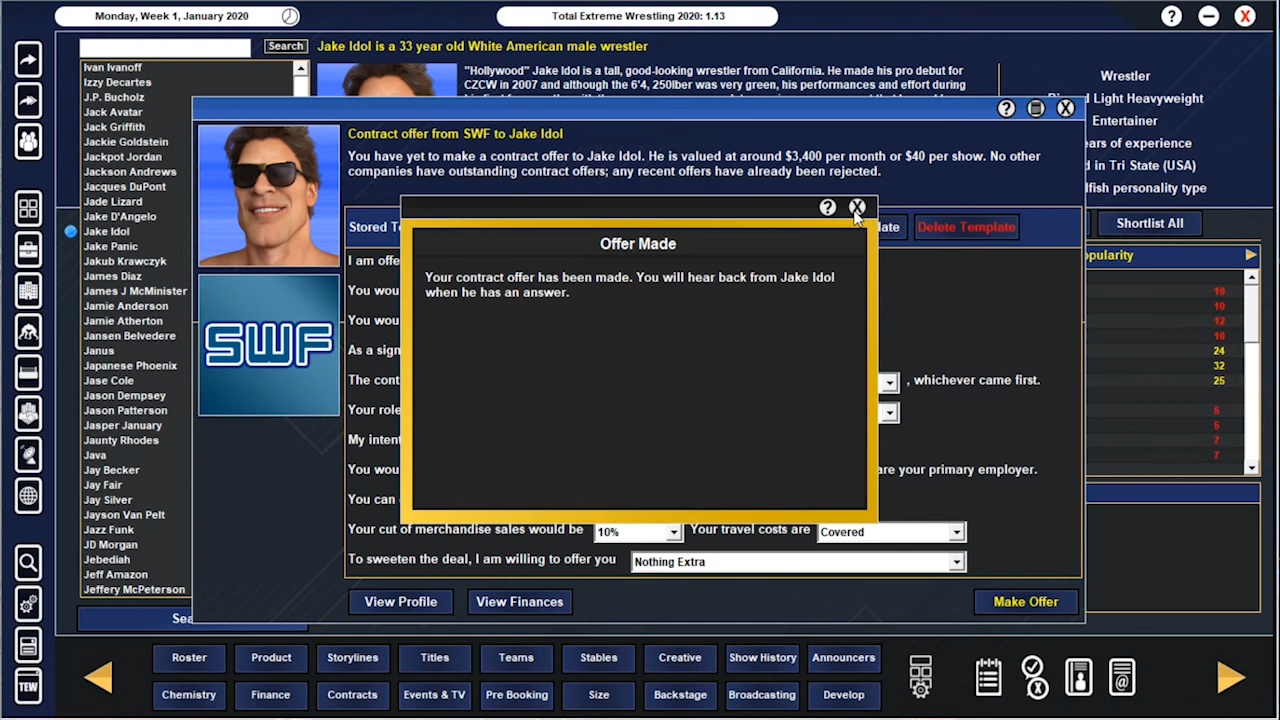 Monday, Week 1, January 2020
Total Extreme Wrestling 2020: 1.13
?
X
Search
Jake Idol is a 33 year old White American male wrestler
Ivan Ivanoff
Izzy Decartes
J.P. Bucholz
Jack Avatar
Jack Griffith
Jackie Goldstein
Jackpot Jordan
Jackson Andrews
Jacques DuPont
Jade Lizard
Jake D'Angelo
Jake Idol
Jake Panic
Jakub Krawczyk
James Diaz
James J McMinister
Jamie Anderson
Jamie Atherton
Jansen Belvedere
Janus
Japanese Phoenix
Jase Cole
Jason Dempsey
Jason Patterson
Jasper January
Jaunty Rhodes
Java
Jay Becker
Jay Fair
Jay Silver
Jayson Van Pelt
Jazz Funk
JD Morgan
Jebediah
Jeff Amazon
Jeffery McPeterson
Sea
"Hollywood" Jake Idol is a tall, good-looking wrestler from California. He made his pro debut for
CZCW in 2007 and although the 6'4, 250lber was very green, his performances and effort during
Wrestler
Light Heavyweight
Entertainer
ears of experience
d in Tri State (USA)
lfish personality type
Shortlist All
opularity
10
10
12
10
24
32
25
5
5
7
7
?
X
Contract offer from SWF to Jake Idol
You have yet to make a contract offer to Jake Idol. He is valued at around $3,400 per month or $40 per show. No other
companies have outstanding contract offers; any recent offers have already been rejected.
SWF
Stored Te
late
Delete Template
I am offe
You wou
You wou
As a sign
The cont
, whichever came first.
Your role
My intent
You wou
are your primary employer.
You can
Your cut of merchandise sales would be
10%
Your travel costs are
Covered
To sweeten the deal, I am willing to offer you
Nothing Extra
View Profile
View Finances
Make Offer
?
X
Offer Made
Your contract offer has been made. You will hear back from Jake Idol
when he has an answer.
Roster
Product
Storylines
Titles
Teams
Stables
Creative
Show History
Announcers
Chemistry
Finance
Contracts
Events & TV
Pre Booking
Size
Backstage
Broadcasting
Develop
TEW